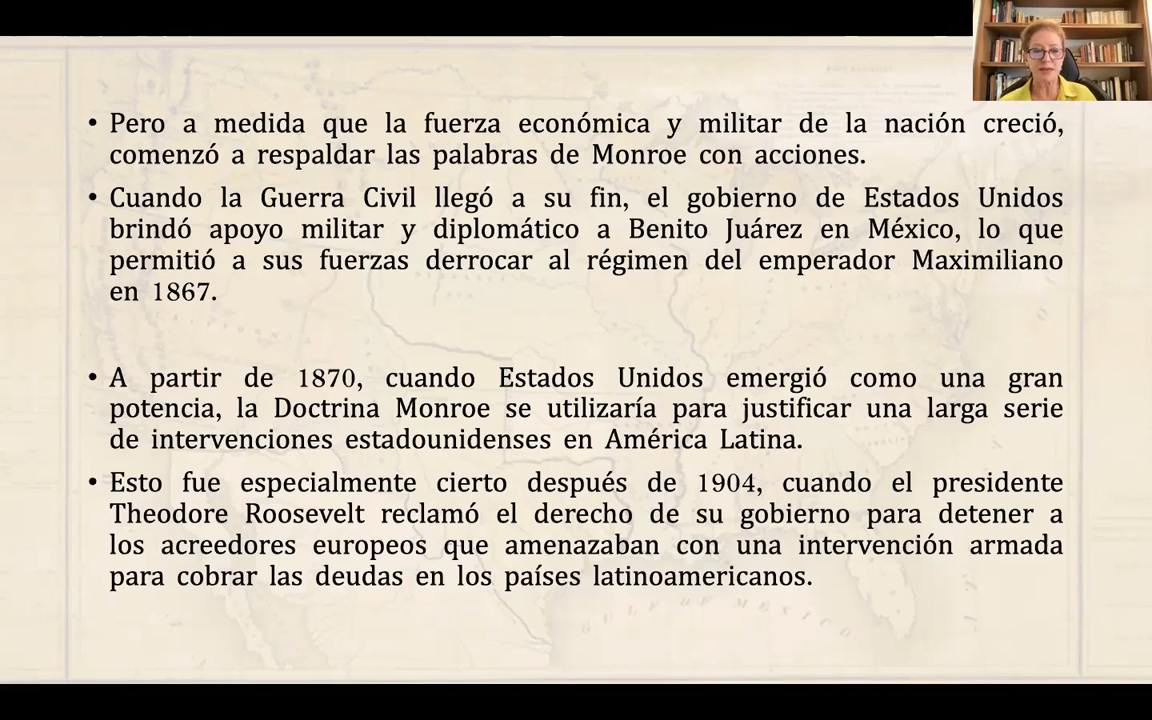 • Pero a medida que la fuerza económica y militar de la nación creció,
comenzó a respaldar las palabras de Monroe con acciones.
• Cuando la Guerra Civil llegó a su fin, el gobierno de Estados Unidos
brindó apoyo militar y diplomático a Benito Juárez en México, lo que
permitió a sus fuerzas derrocar al régimen del emperador Maximiliano
en 1867.
• A partir de 1870, cuando Estados Unidos emergió como una gran
potencia, la Doctrina Monroe se utilizaría para justificar una larga serie
de intervenciones estadounidenses en América Latina.
• Esto fue especialmente cierto después de 1904, cuando el presidente
Theodore Roosevelt reclamó el derecho de su gobierno para detener a
los acreedores europeos que amenazaban con una intervención armada
para cobrar las deudas en los países latinoamericanos.
GULF OF MEXICO